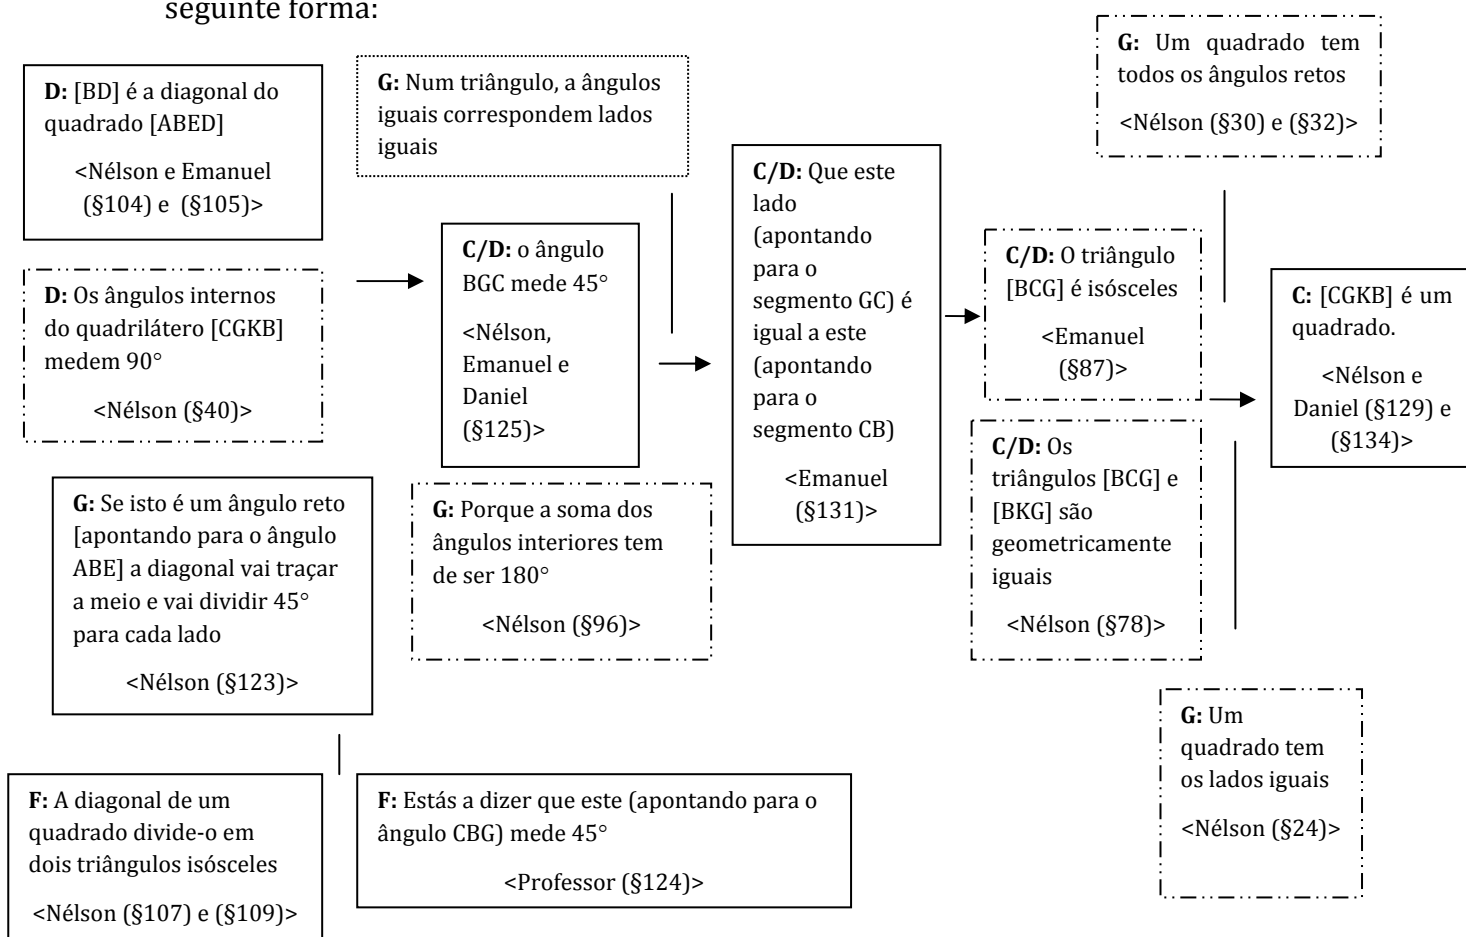 seguinte forma:
D: [BD] é a diagonal do
quadrado [ABED]
<Nélson e Emanuel
(§104) e (§105)>
D: Os ângulos internos
do quadrilátero [CGKB]
medem 90°
<Nélson (§40)>
G: Se isto é um ângulo reto
[apontando para o ângulo
ABE] a diagonal vai traçar
a meio e vai dividir 45°
para cada lado
<Nélson (§123)>
F: A diagonal de um
quadrado divide-o em
dois triângulos isósceles
<Nélson (§107) e (§109)>
F: Estás a dizer que este (apontando para o
ângulo CBG) mede 45°
<Professor (§124)>
G: Num triângulo, a ângulos
iguais correspondem lados
iguais
C/D: o ângulo
BGC mede 45°
<Nélson,
Emanuel e
Daniel
(§125)>
G: Porque a soma dos
ângulos interiores tem
de ser 180°
<Nélson (§96)>
C/D: Que este
lado
(apontando
para o
segmento GC) é
igual a este
(apontando
para o
segmento CB)
<Emanuel
(§131)>
G: Um quadrado tem
todos os ângulos retos
<Nélson (§30) e (§32)>
C/D: O triângulo
[BCG] é isósceles
<Emanuel
(§87)>
C/D: Os
triângulos [BCG] e
[BKG] são
geometricamente
iguais
<Nélson (§78)>
C: [CGKB] é um
quadrado.
<Nélson e
Daniel (§129) e
(§134)>
G: Um
quadrado tem
os lados iguais
<Nélson (§24)>